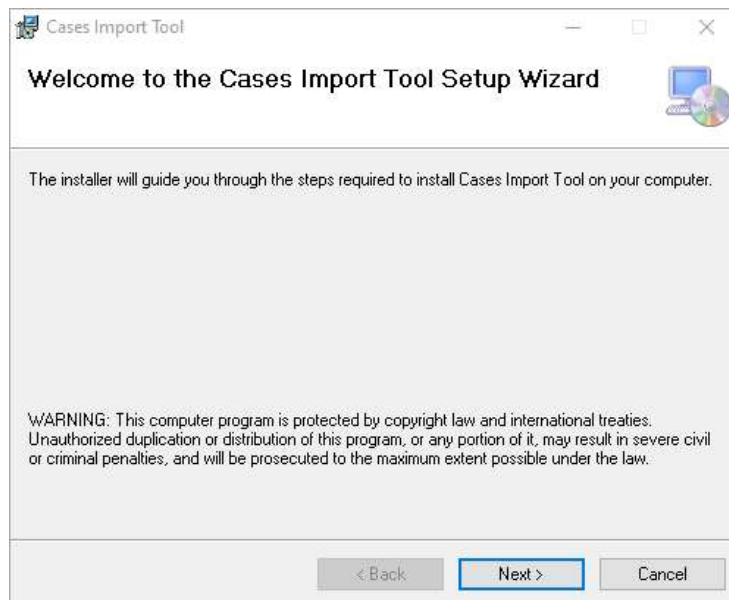 Cases Import Tool
Welcome to the Cases Import Tool Setup Wizard
The installer will guide you through the steps required to install Cases Import Tool on your computer.
WARNING: This computer program is protected by copyright law and international treaties.
Unauthorized duplication or distribution of this program, or any portion of it, may result in severe civil
or criminal penalties, and will be prosecuted to the maximum extent possible under the law.
< Back Next > Cancel